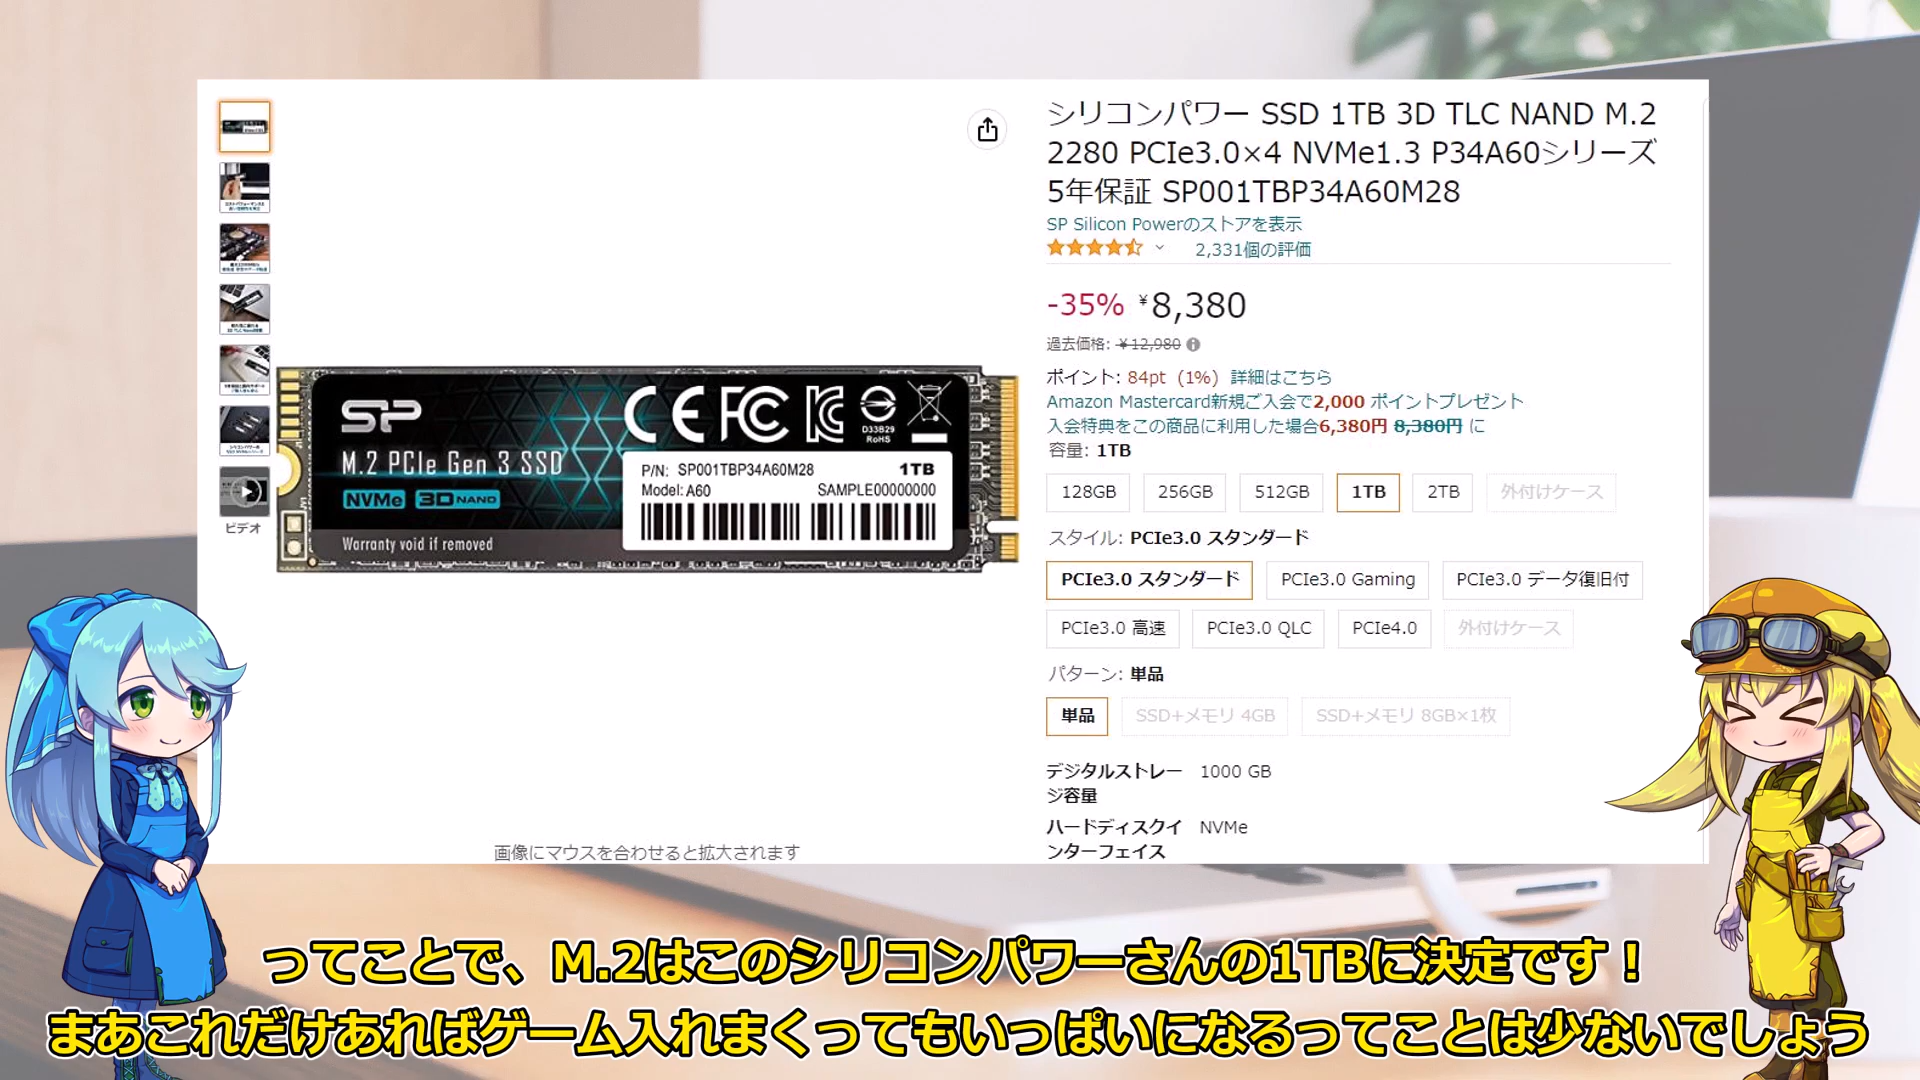 シリコンパワー SSD 1TB 3D TLC NAND M.2
2280 PCIe3.0×4 NVMe1.3 P34A60シリーズ
5年保証 SP001TBP34A60M28
SP Silicon Powerのストアを表示
2,331個の評価
-35% ¥8,380
過去価格: ¥12,980
ポイント: 84pt (1%) 詳細はこちら
Amazon Mastercard新規ご入会で2,000 ポイントプレゼント
入会特典をこの商品に利用した場合6,380円 8,380円 に
容量: 1TB
128GB 256GB 512GB 1TB 2TB 外付けケース
スタイル: PCIe3.0 スタンダード
PCIe3.0 スタンダード PCIe3.0 Gaming PCIe3.0 データ復旧付
PCIe3.0 高速 PCIe3.0 QLC PCIe4.0 外付けケース
パターン: 単品
単品 SSD+メモリ 4GB SSD+メモリ 8GB×1枚
デジタルストレー 1000 GB
ジ容量
ハードディスクイ NVMe
ンターフェイス
ビデオ
SP
M.2 PCIe Gen 3 SSD
NVMe 3D NAND
Warranty void if removed
CE FCC
D33B29
RoHS
P/N: SP001TBP34A60M28 1TB
Model: A60 SAMPLE00000000
画像にマウスを合わせると拡大されます
ってことで、M.2はこのシリコンパワーさんの1TBに決定です！
まあこれだけあればゲーム入れまくってもいっぱいになるってことは少ないでしょう